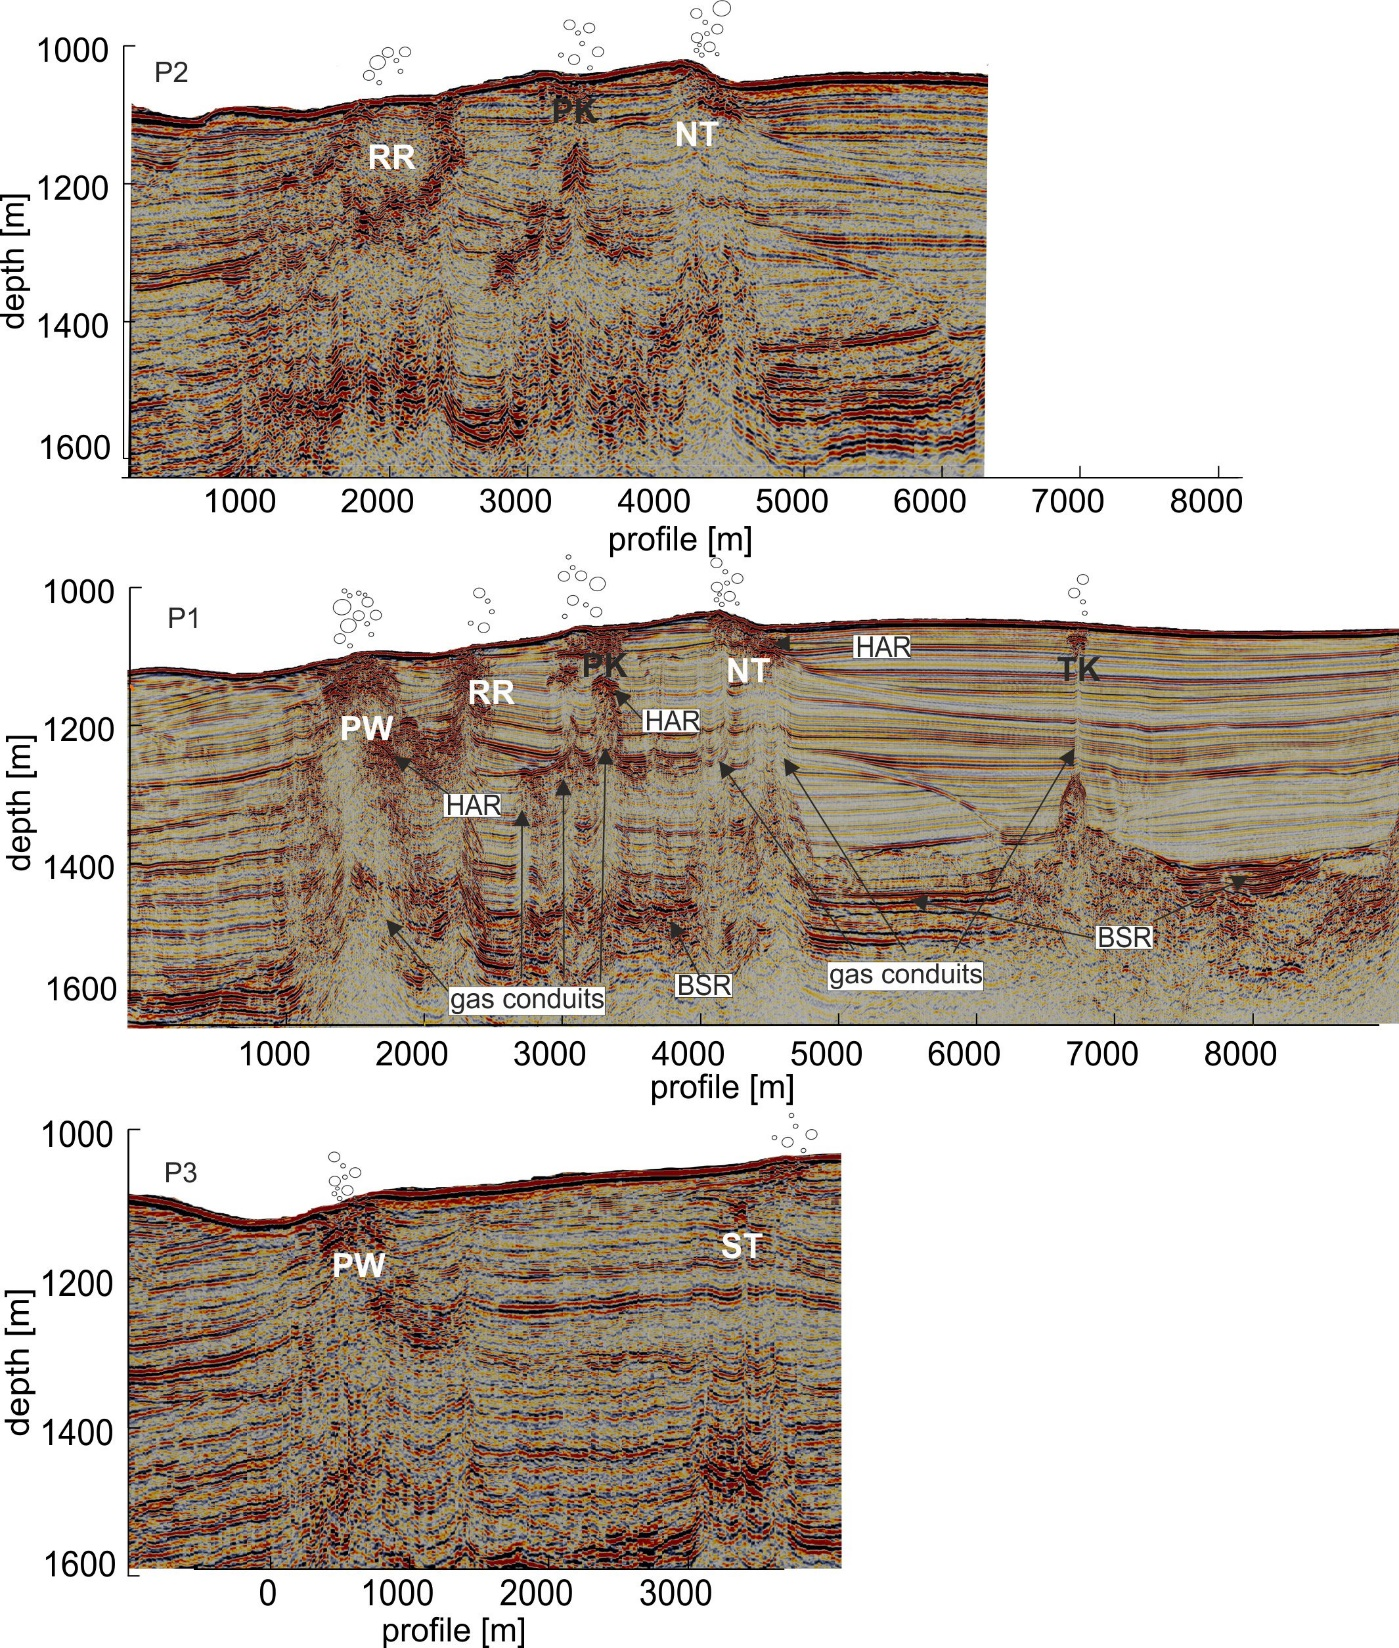 1000
P2
PK
NT
RR
1200
depth [m]
1400
1600
1000 2000 3000 4000 5000 6000 7000 8000
profile [m]
1000
P1
HAR
PK
NT
TK
RR
HAR
PW
1200
depth [m]
HAR
1400
BSR
gas conduits
BSR
1600
gas conduits
1000 2000 3000 4000 5000 6000 7000 8000
profile [m]
1000
P3
ST
PW
1200
depth [m]
1400
1600
0 1000 2000 3000
profile [m]